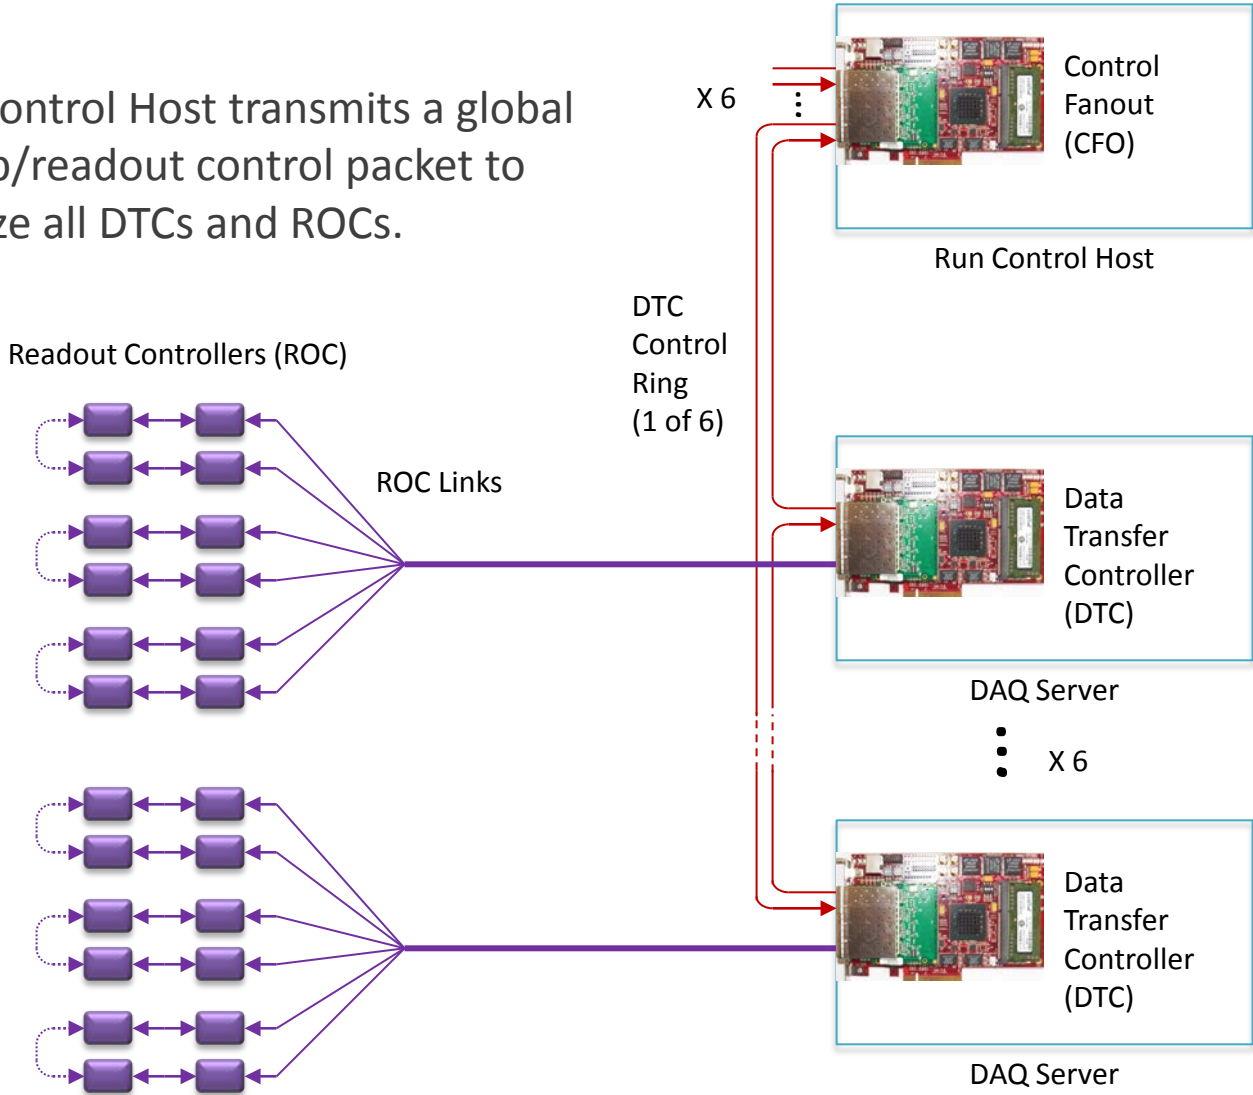 ontrol Host transmits a global
/readout control packet to
ze all DTCs and ROCs.
X 6
Control
Fanout
(CFO)
Run Control Host
DTC
Control
Ring
(1 of 6)
Readout Controllers (ROC)
ROC Links
Data
Transfer
Controller
(DTC)
DAQ Server
X 6
Data
Transfer
Controller
(DTC)
DAQ Server